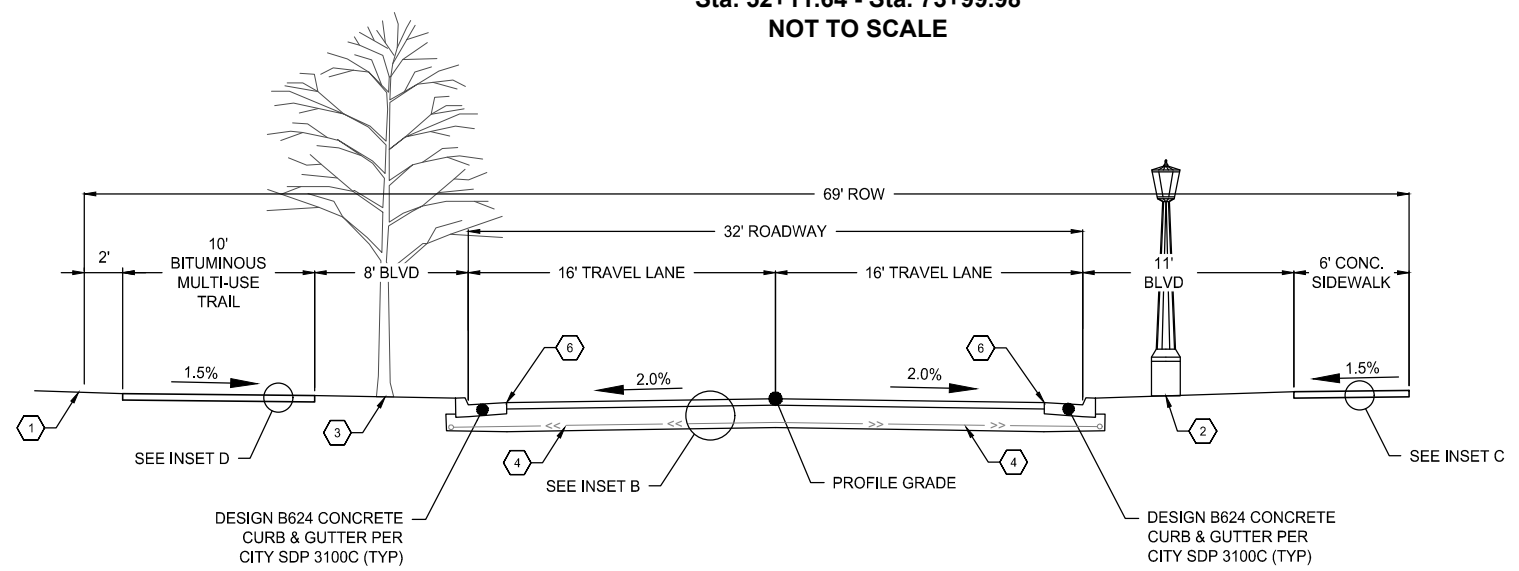 NOT TO SCALE
69' ROW
32' ROADWAY
2'
10'
BITUMINOUS
MULTI-USE
TRAIL
8' BLVD
16' TRAVEL LANE
16' TRAVEL LANE
11'
BLVD
6' CONC.
SIDEWALK
6
6
1.5%
2.0%
2.0%
1.5%
1
3
4
<<
<<
>>
>>
4
2
SEE INSET D
SEE INSET B
PROFILE GRADE
SEE INSET C
DESIGN B624 CONCRETE
CURB & GUTTER PER
CITY SDP 3100C (TYP)
DESIGN B624 CONCRETE
CURB & GUTTER PER
CITY SDP 3100C (TYP)